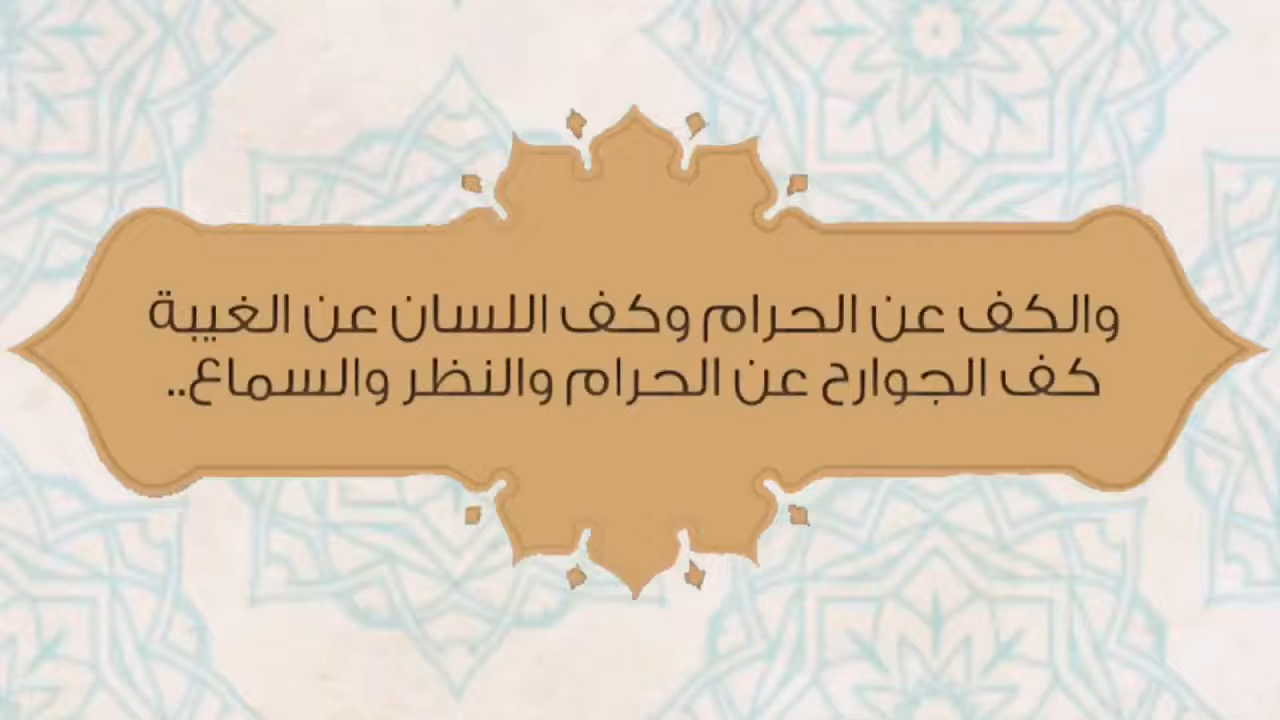 والكف عن الحرام وكف اللسان عن الغيبة
كف الجوارح عن الحرام والنظر والسماع..